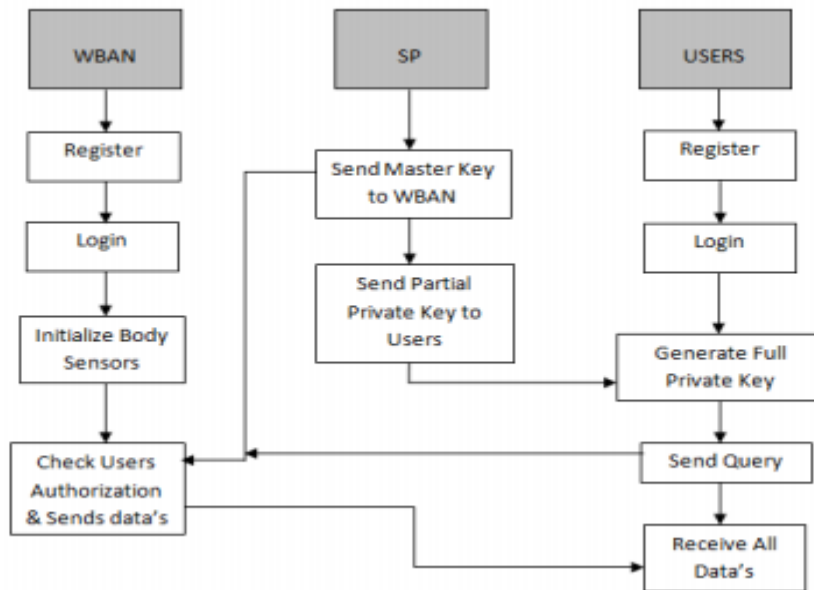 WBAN
SP
USERS
Register
Send Master Key
to WBAN
Register
Login
Login
Send Partial
Private Key to
Users
Initialize Body
Sensors
Generate Full
Private Key
Check Users
Authorization
& Sends data's
Send Query
Receive All
Data's